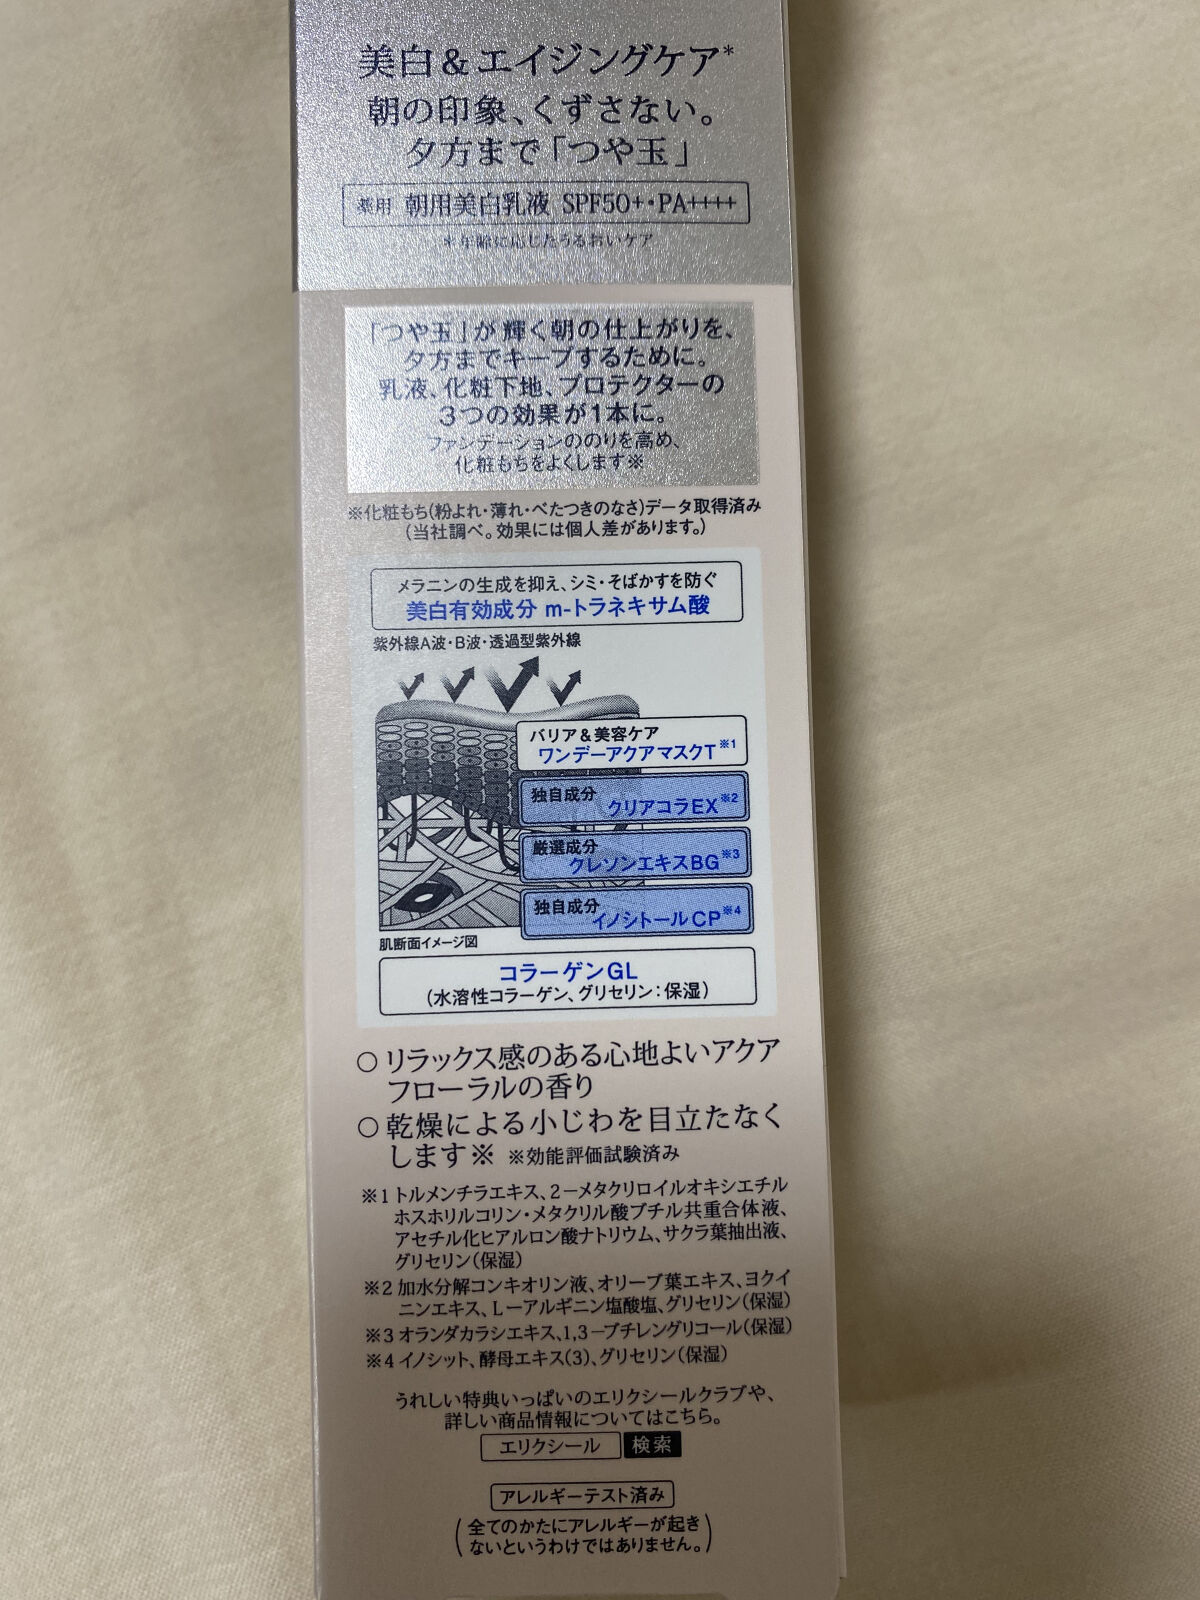 美白&エイジングケア*
朝の印象、くずさない。
夕方まで「つや玉」
薬用 朝用美白乳液 SPF50+・PA++++
＊年齢に応じたうるおいケア
「つや玉」が輝く朝の仕上がりを、
夕方までキープするために。
乳液、化粧下地、プロテクターの
3つの効果が1本に。
ファンデーションののりを高め、
化粧もちをよくします※
※化粧もち(粉よれ・薄れ・べたつきのなさ)データ取得済み
(当社調べ。効果には個人差があります。)
メラニンの生成を抑え、シミ・そばかすを防ぐ
美白有効成分 m-トラネキサム酸
紫外線A波・B波・透過型紫外線
バリア&美容ケア
ワンデーアクアマスクT※1
独自成分
クリアコラEX※2
厳選成分
クレソンエキスBG※3
独自成分
イノシトールCP※4
肌断面イメージ図
コラーゲンGL
(水溶性コラーゲン、グリセリン:保湿)
○リラックス感のある心地よいアクア
フローラルの香り
○乾燥による小じわを目立たなく
します※ ※効能評価試験済み
※1トルメンチラエキス、2−メタクリロイルオキシエチル
ホスホリルコリン・メタクリル酸ブチル共重合体液、
アセチル化ヒアルロン酸ナトリウム、サクラ葉抽出液、
グリセリン(保湿)
※2加水分解コンキオリン液、オリーブ葉エキス、ヨクイ
ニンエキス、L−アルギニン塩酸塩、グリセリン(保湿)
※3オランダカラシエキス、1,3−ブチレングリコール(保湿)
※4イノシット、酵母エキス(3)、グリセリン(保湿)
うれしい特典いっぱいのエリクシールクラブや、
詳しい商品情報についてはこちら。
エリクシール 検索
アレルギーテスト済み
(全てのかたにアレルギーが起き
ないというわけではありません。)